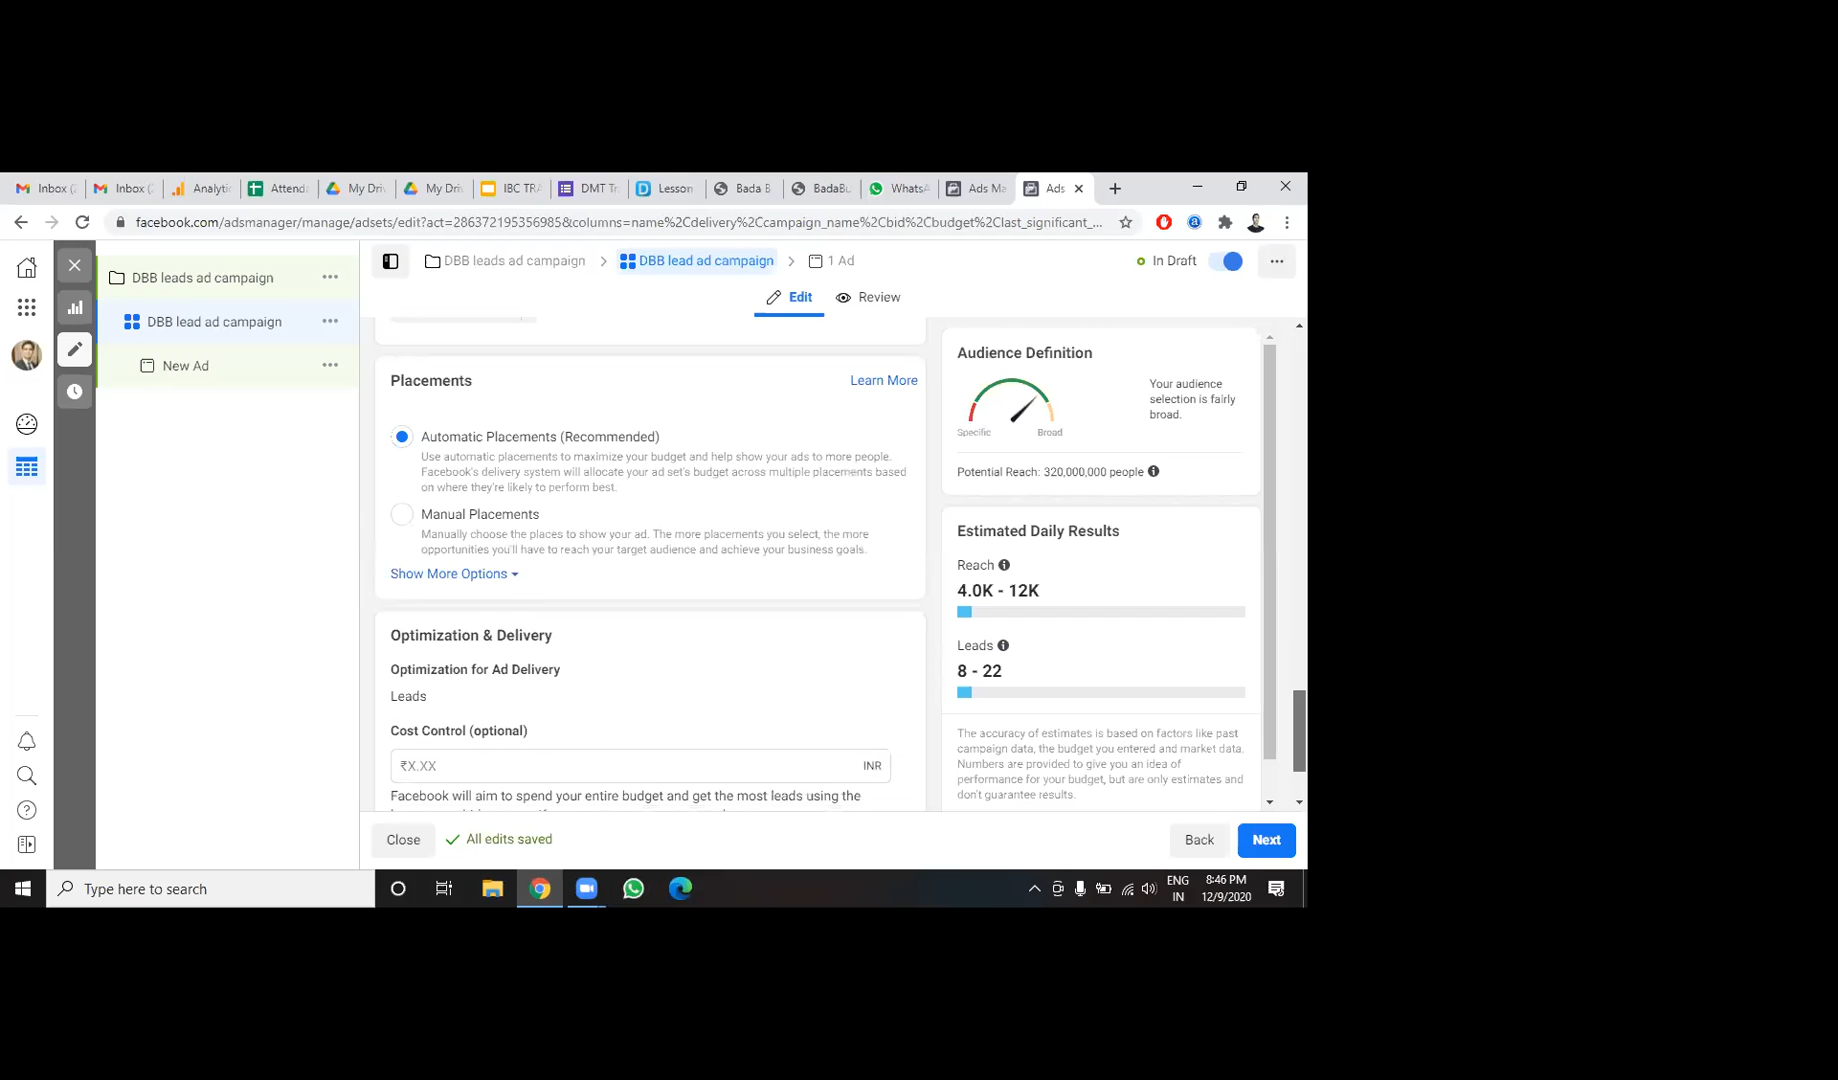 Inbox (
Inbox (
Analytic
Attend
My Driv
My Driv
IBC TRA
DMT Tr
Lesson
Bada B
BadaBu
WhatsA
Ads Ma
Ads
facebook.com/adsmanager/manage/adsets/edit?act=286372195356985&columns=name%2Cdelivery%2Ccampaign_name%2Cbid%2Cbudget%2Clast_significant_...
DBB leads ad campaign
DBB lead ad campaign
New Ad
DBB leads ad campaign
DBB lead ad campaign
1 Ad
In Draft
Edit
Review
Placements
Learn More
Automatic Placements (Recommended)
Use automatic placements to maximize your budget and help show your ads to more people.
Facebook's delivery system will allocate your ad set's budget across multiple placements based
on where they're likely to perform best.
Manual Placements
Manually choose the places to show your ad. The more placements you select, the more
opportunities you'll have to reach your target audience and achieve your business goals.
Show More Options
Optimization & Delivery
Optimization for Ad Delivery
Leads
Cost Control (optional)
₹X.XX
INR
Facebook will aim to spend your entire budget and get the most leads using the
Audience Definition
Your audience
selection is fairly
broad.
Specific
Broad
Potential Reach: 320,000,000 people
Estimated Daily Results
Reach
4.0K - 12K
Leads
8 - 22
The accuracy of estimates is based on factors like past
campaign data, the budget you entered and market data.
Numbers are provided to give you an idea of
performance for your budget, but are only estimates and
don't guarantee results.
Close
All edits saved
Back
Next
Type here to search
ENG
IN
8:46 PM
12/9/2020